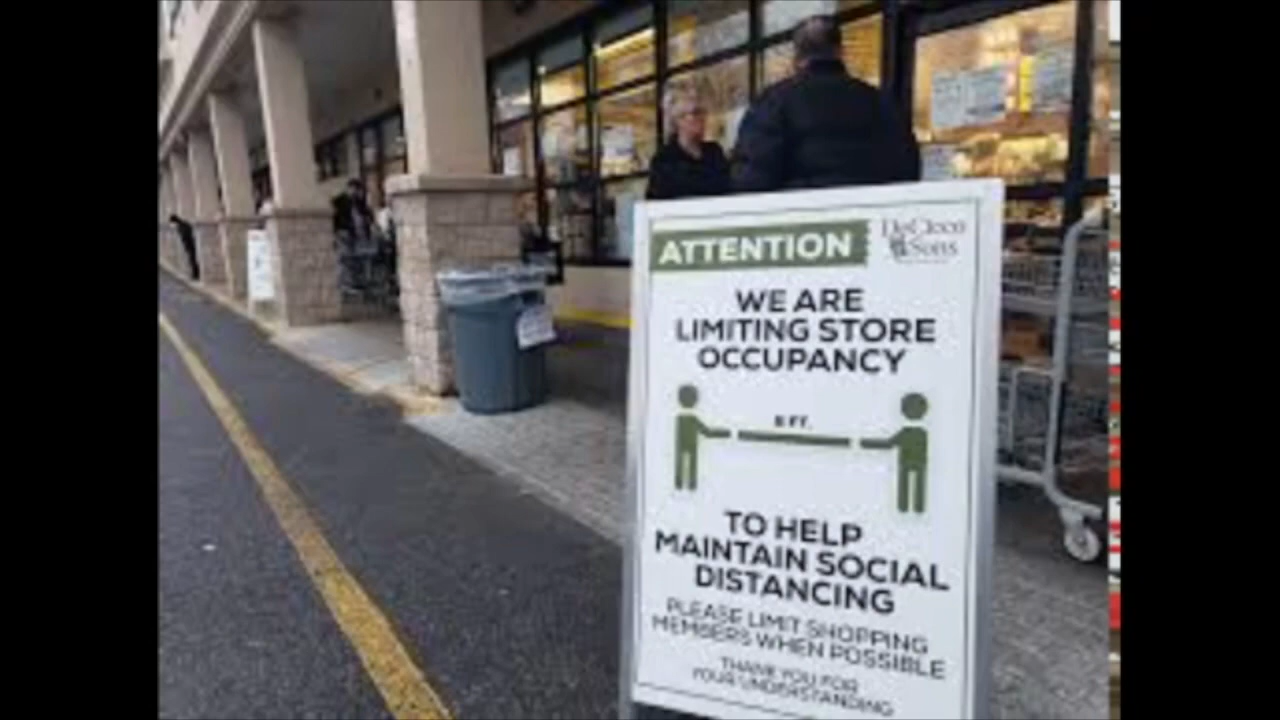 ATTENTION
DeCicco
& Sons
WE ARE
LIMITING STORE
OCCUPANCY
6 FT.
TO HELP
MAINTAIN SOCIAL
DISTANCING
PLEASE LIMIT SHOPPING
MEMBERS WHEN POSSIBLE
THANK YOU FOR
YOUR UNDERSTANDING